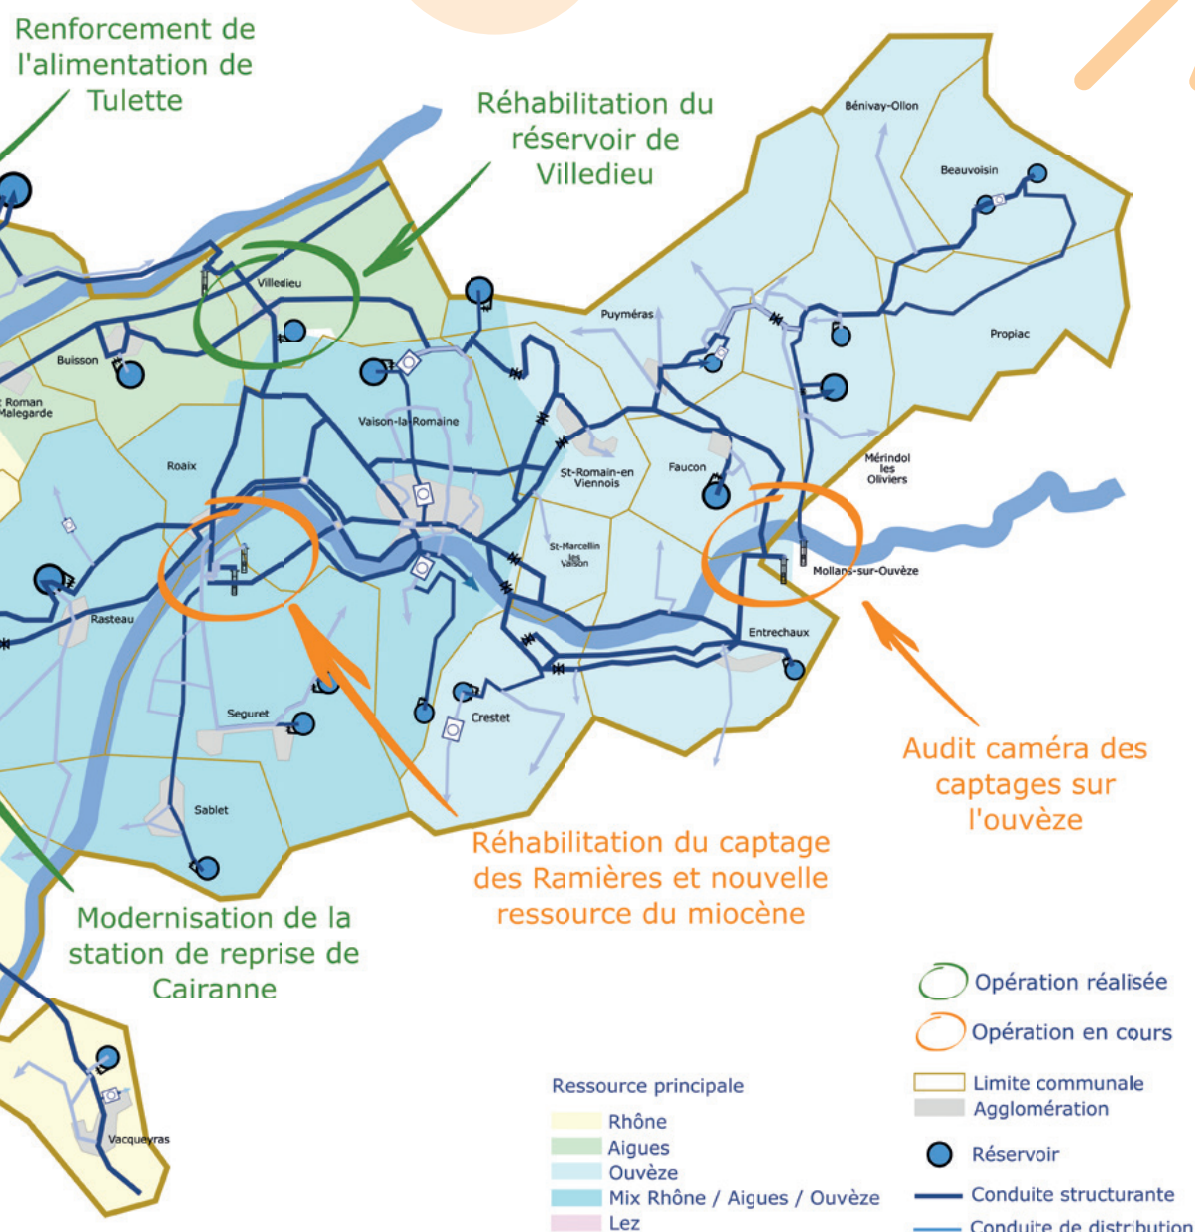 Renforcement de
l'alimentation de
Tulette
Réhabilitation du
réservoir de
Villedieu
Bénivay-Ollon
Beauvoisin
Villedieu
Puyméras
Propiac
Buisson
t Roman
Malegarde
Vaison-la-Romaine
Roaix
St-Romain-en
Viennois
Faucon
Mérindol
les
Oliviers
St-Marcellin
les
Vaison
Mollans-sur-Ouvèze
Rasteau
Entrechaux
Seguret
Crestet
Sablet
Audit caméra des
captages sur
l'ouvèze
Réhabilitation du captage
des Ramières et nouvelle
ressource du miocène
Modernisation de la
station de reprise de
Cairanne
Vacqueyras
Ressource principale
Rhône
Aigues
Ouvèze
Mix Rhône / Aigues / Ouvèze
Lez
Opération réalisée
Opération en cours
Limite communale
Agglomération
Réservoir
Conduite structurante
Conduite de distribution